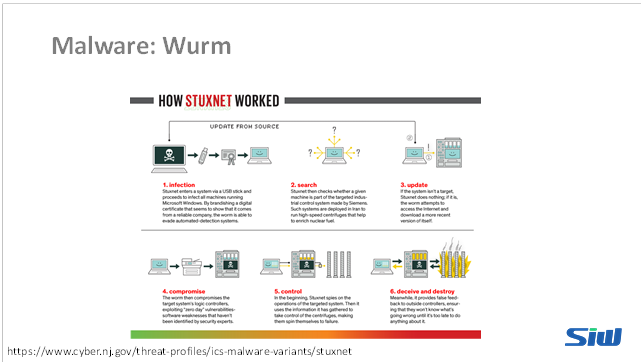 Malware: Wurm
HOW STUXNET WORKED
UPDATE FROM SOURCE
1. infection
Stuxnet enters a system via a USB stick and
proceeds to infect all machines running
Microsoft Windows. By brandishing a digital
certificate that seems to show that it comes
from a reliable company, the worm is able to
evade automated-detection systems.
2. search
Stuxnet then checks whether a given
machine is part of the targeted indus-
trial control system made by Siemens.
Such systems are deployed in Iran to
run high-speed centrifuges that help
to enrich nuclear fuel.
3. update
If the system isn't a target,
Stuxnet does nothing; if it is,
the worm attempts
to access the Internet and
download a more recent
version of itself.
4. compromise
The worm then compromises the
target system's logic controllers,
exploiting "zero day" vulnerabilities-
software weaknesses that haven't
been identified by security experts.
5. control
In the beginning, Stuxnet spies on the
operations of the targeted system. Then it
uses the information it has gathered to
take control of the centrifuges, making
them spin themselves to failure.
6. deceive and destroy
Meanwhile, it provides false feed-
back to outside controllers, ensu-
ring that they won't know what's
going wrong until it's too late to do
anything about it.
https://www.cyber.nj.gov/threat-profiles/ics-malware-variants/stuxnet
SIW